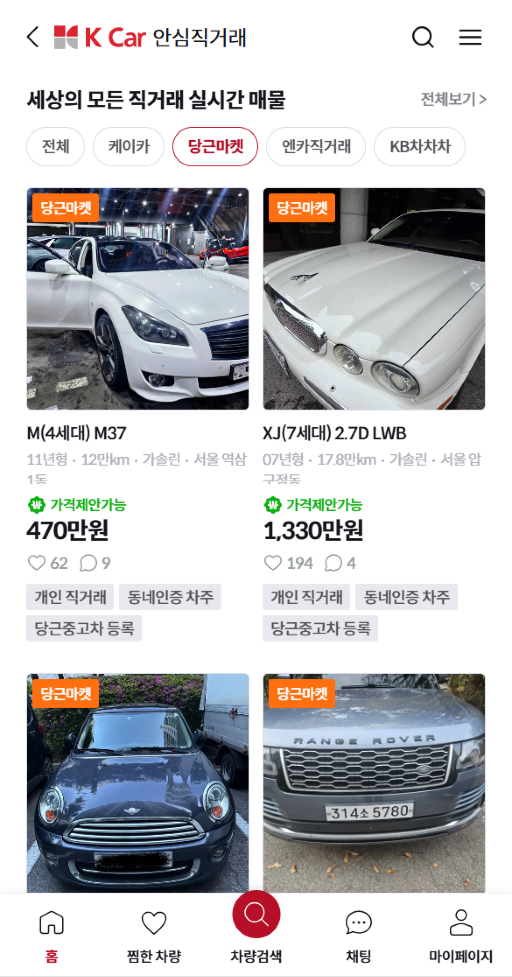 K Car 안심직거래
세상의 모든 직거래 실시간 매물
전체보기 >
전체
케이카
당근마켓
엔카직거래
KB차차차
당근마켓
M(4세대) M37
11년형 · 12만km · 가솔린 · 서울 역삼
1동
가격제안가능
470만원
62
9
개인 직거래
동네인증 차주
당근중고차 등록
당근마켓
XJ(7세대) 2.7D LWB
07년형 · 17.8만km · 가솔린 · 서울 압
구정동
가격제안가능
1,330만원
194
4
개인 직거래
동네인증 차주
당근중고차 등록
당근마켓
당근마켓
RANGE ROVER
314소 5780
홈
찜한 차량
차량검색
채팅
마이페이지